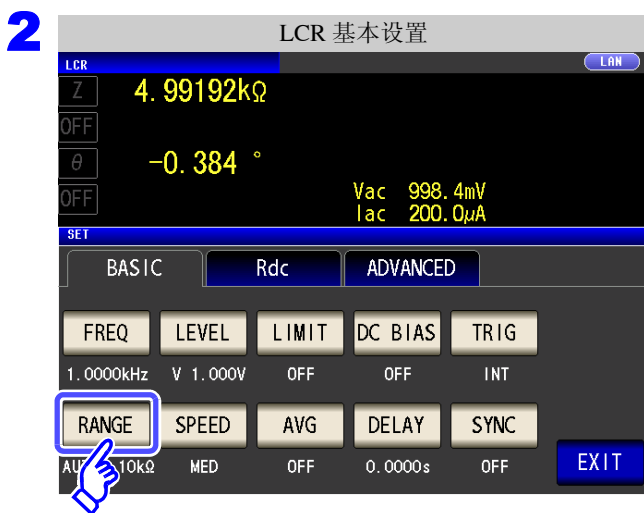 2
LCR 基本设置
LCR LAN
Z 4.99192kΩ
OFF
θ -0.384 °
OFF Vac 998.4mV
Iac 200.0μA
SET
BASIC Rdc ADVANCED
FREQ LEVEL LIMIT DC BIAS TRIG
1.0000kHz V 1.000V OFF OFF INT
RANGE SPEED AVG DELAY SYNC
10kΩ MED OFF 0.0000s OFF EXIT